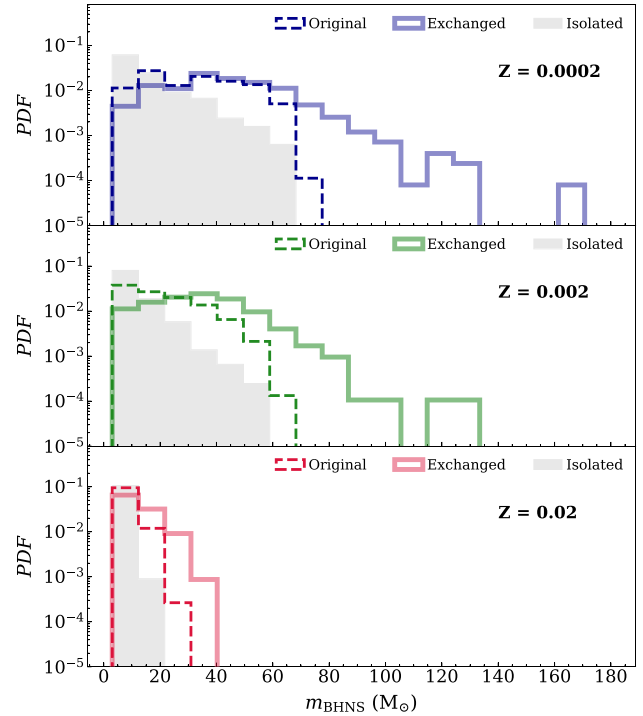 Original Exchanged Isolated
Z = 0.0002
PDF
10⁻¹
10⁻²
10⁻³
10⁻⁴
10⁻⁵
Original Exchanged Isolated
Z = 0.002
PDF
10⁻¹
10⁻²
10⁻³
10⁻⁴
10⁻⁵
Original Exchanged Isolated
Z = 0.02
PDF
10⁻¹
10⁻²
10⁻³
10⁻⁴
10⁻⁵
0 20 40 60 80 100 120 140 160 180
m_BHNS (M_⊙)